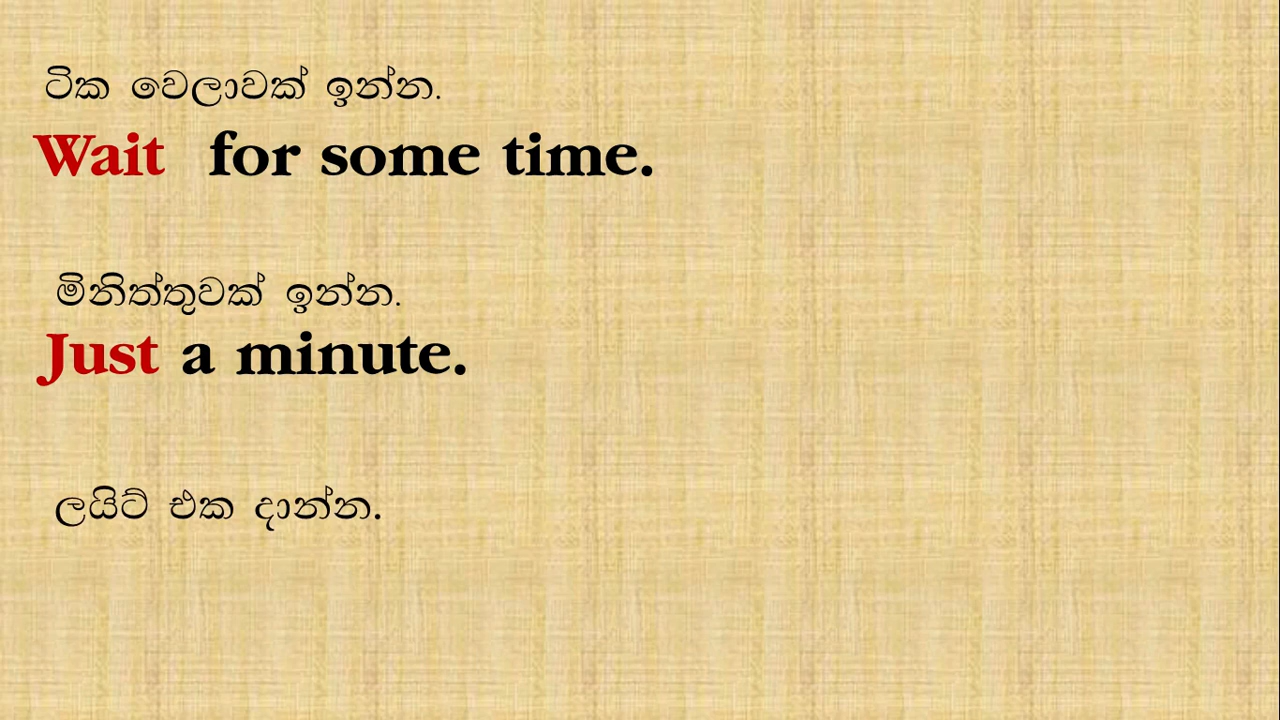 ටික වෙලාවක් ඉන්න.
Wait for some time.
මිනිත්තුවක් ඉන්න.
Just a minute.
ලයිට් එක දාන්න.